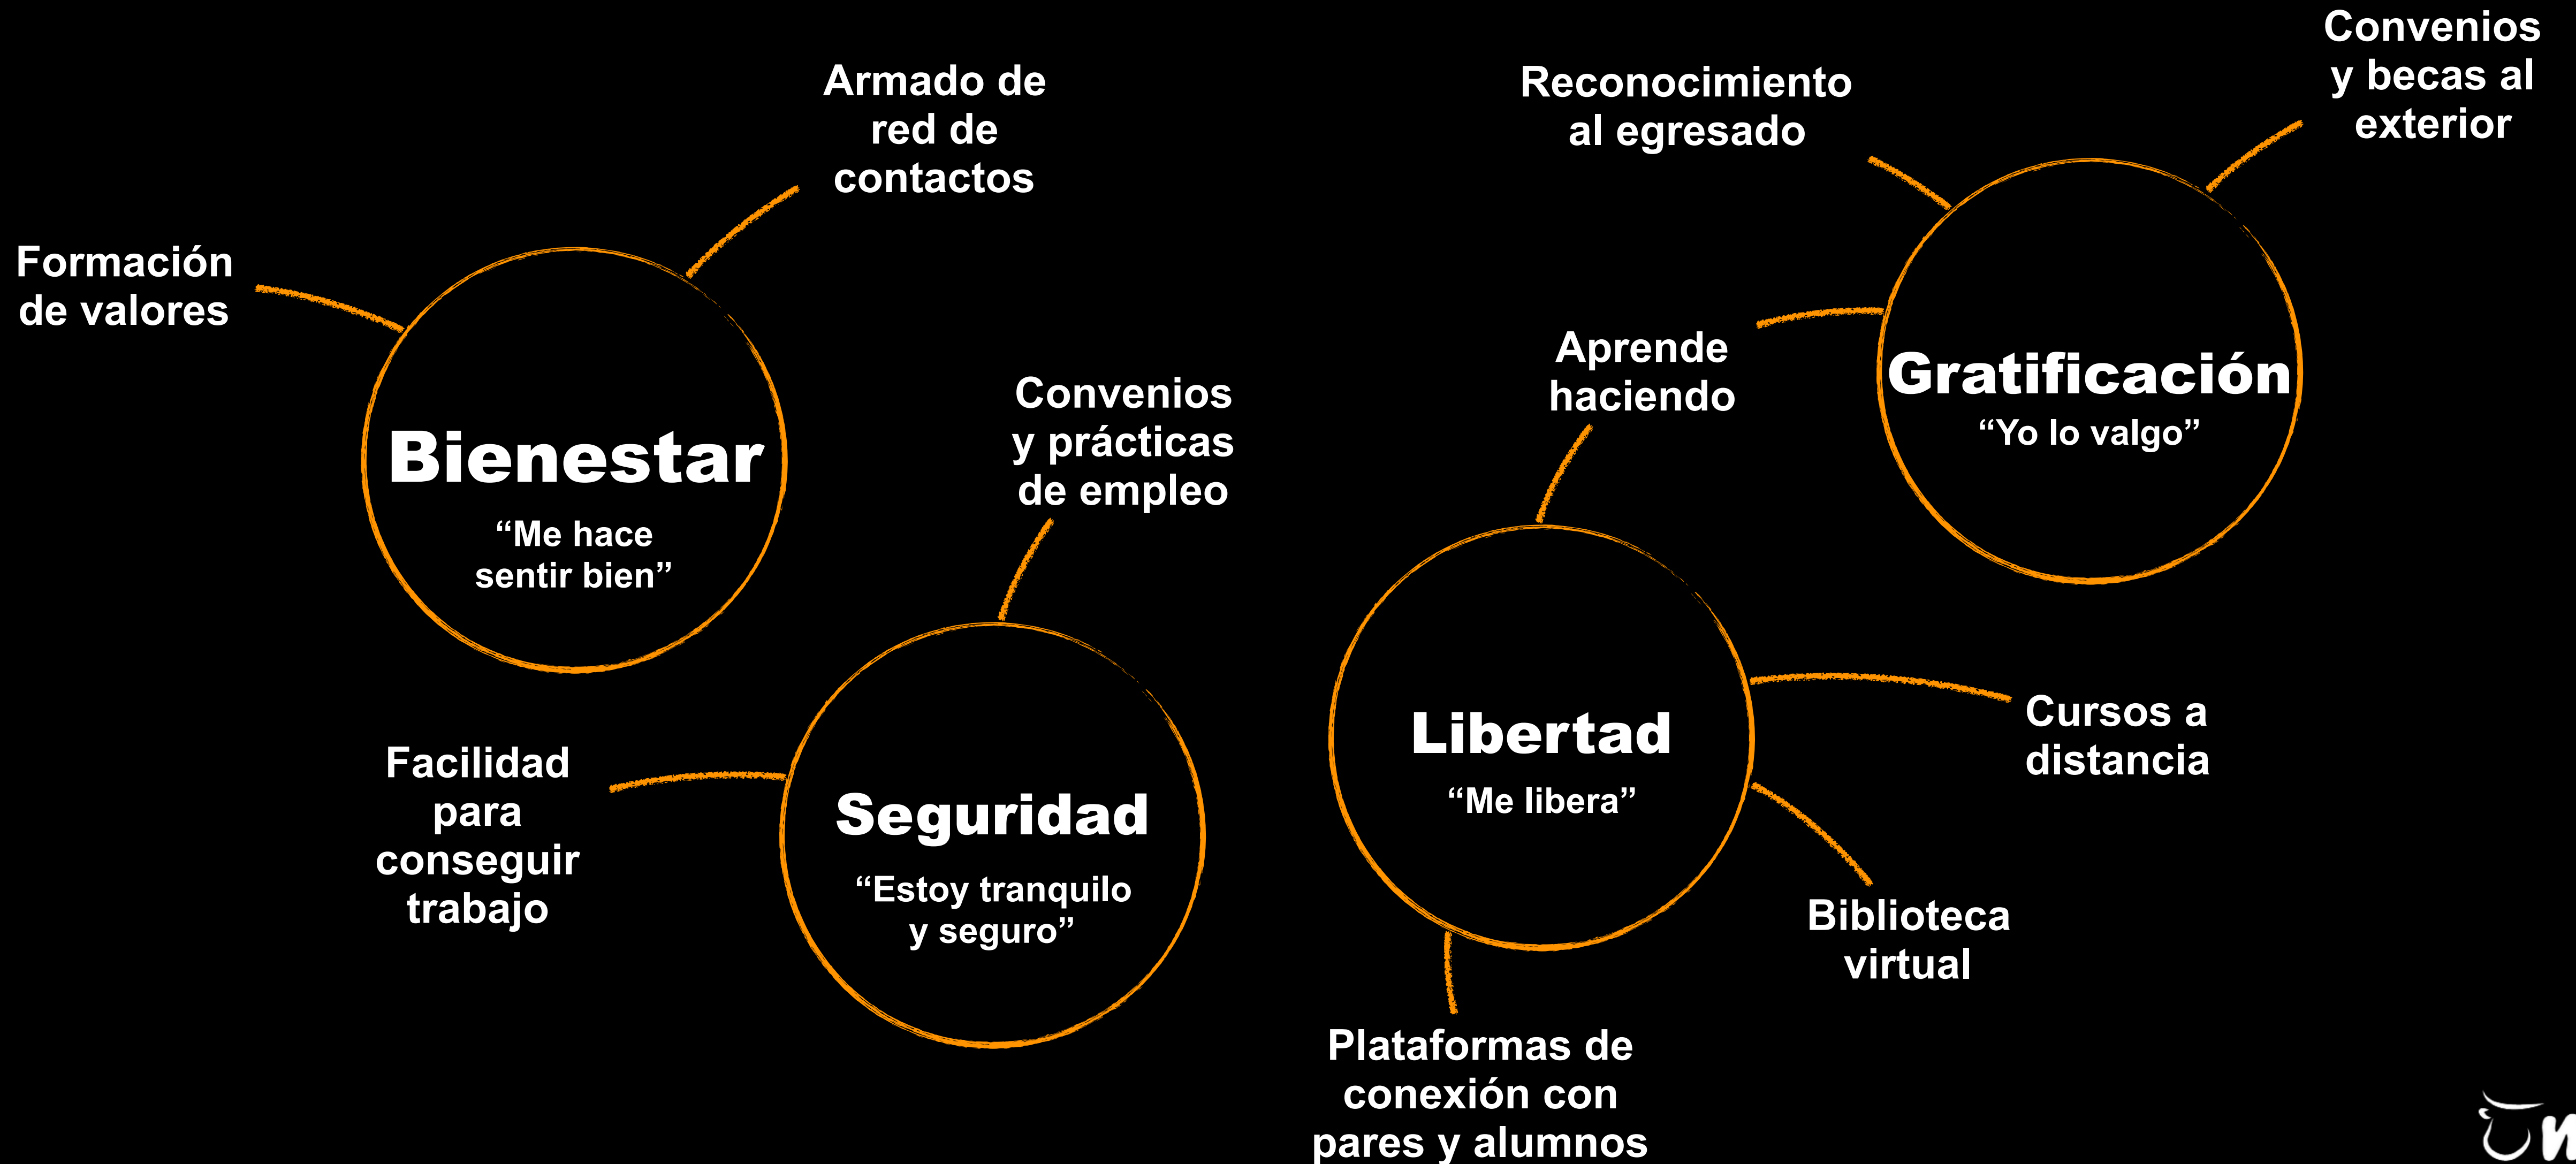 Formación
de valores
Armado de
red de
contactos
Bienestar
“Me hace
sentir bien”
Convenios
y prácticas
de empleo
Facilidad
para
conseguir
trabajo
Seguridad
“Estoy tranquilo
y seguro”
Reconocimiento
al egresado
Convenios
y becas al
exterior
Aprende
haciendo
Gratificación
“Yo lo valgo”
Libertad
“Me libera”
Cursos a
distancia
Biblioteca
virtual
Plataformas de
conexión con
pares y alumnos